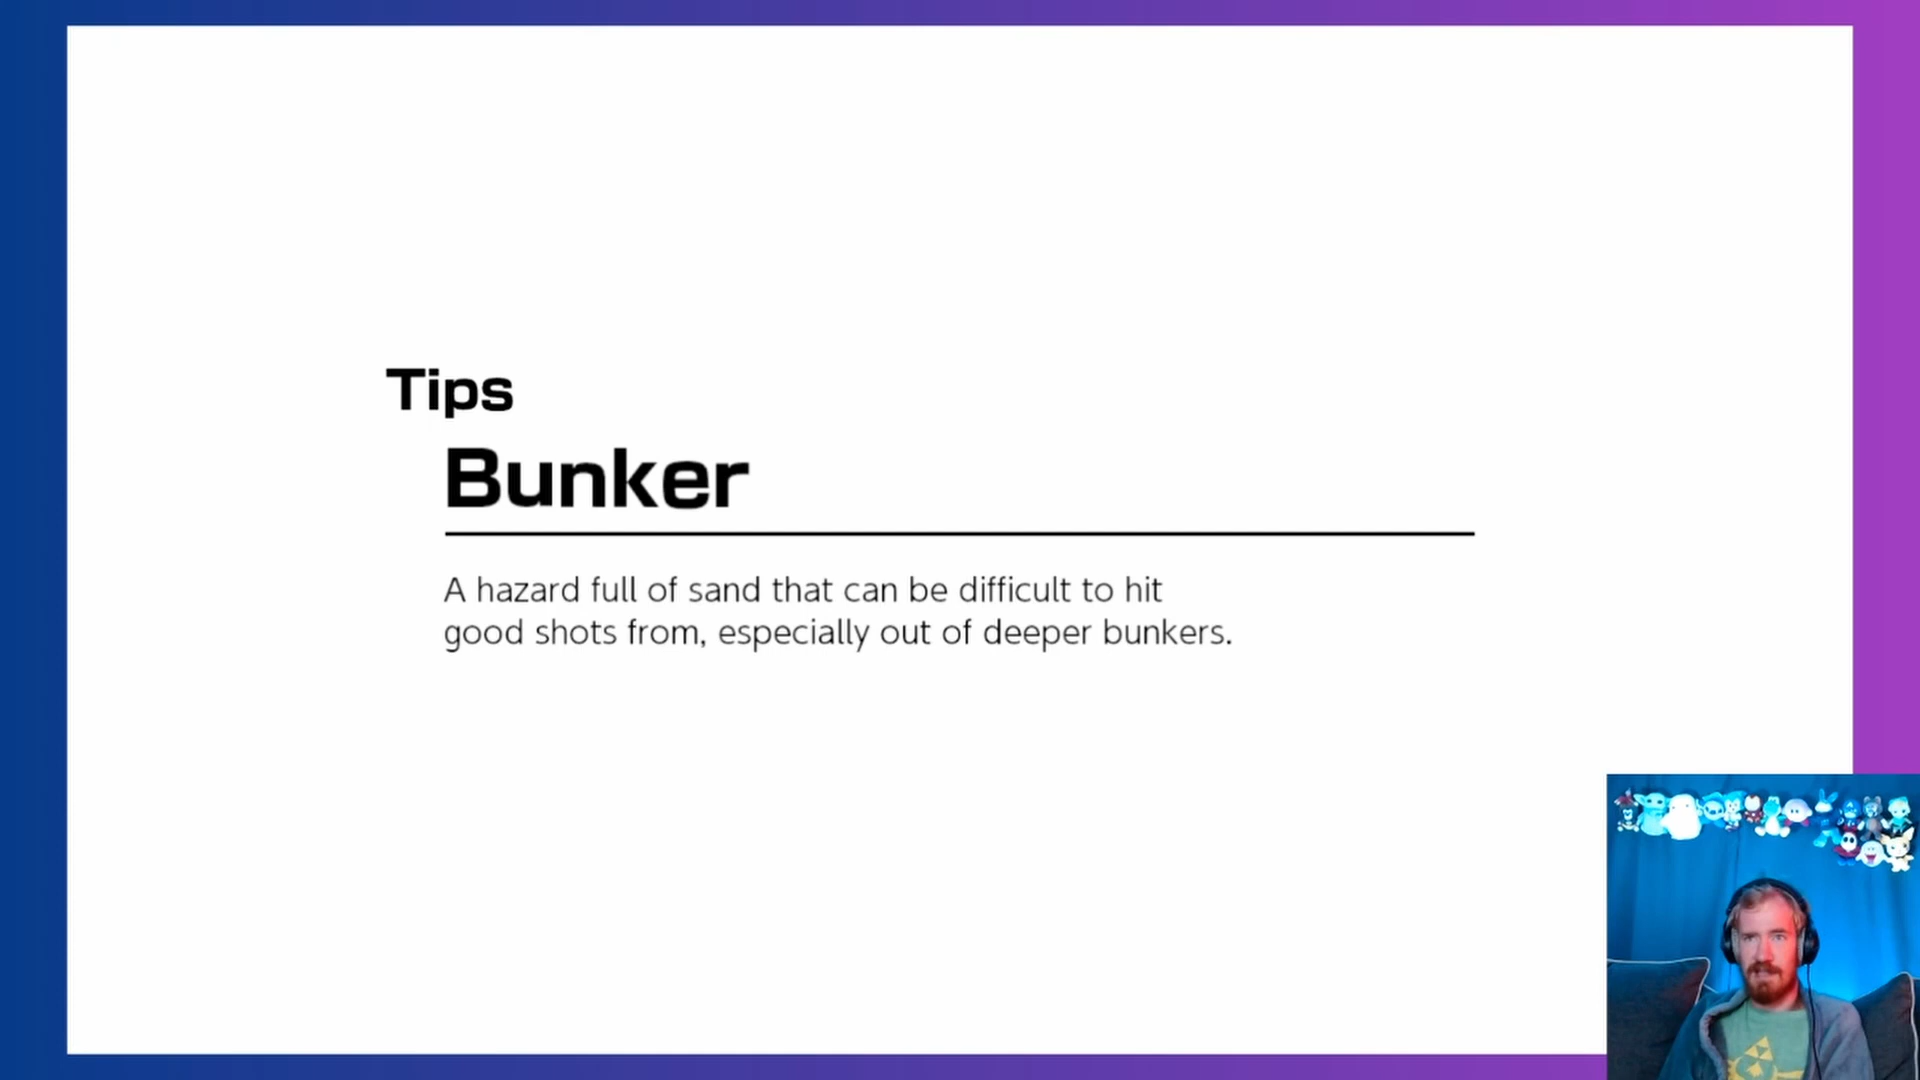 Tips
Bunker
A hazard full of sand that can be difficult to hit
good shots from, especially out of deeper bunkers.